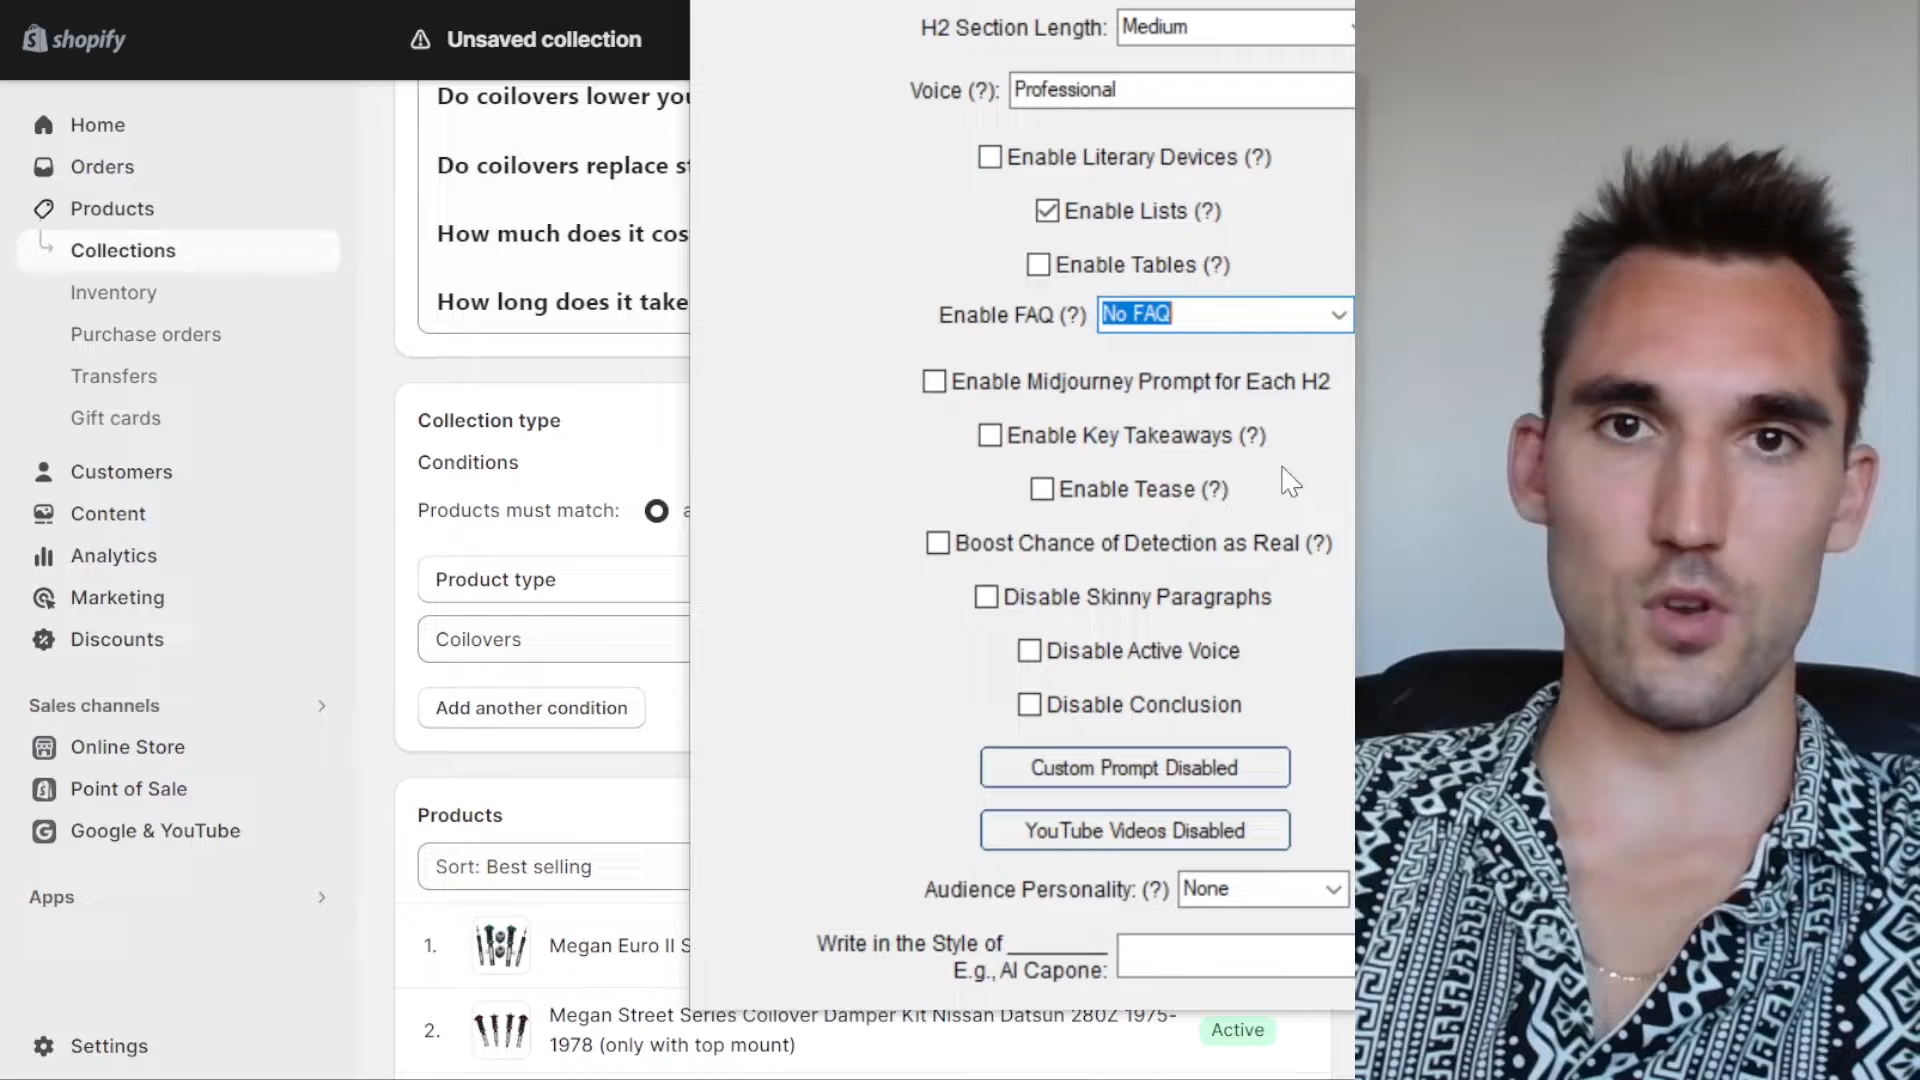 shopify
Unsaved collection
Home
Orders
Products
Collections
Inventory
Purchase orders
Transfers
Gift cards
Customers
Content
Analytics
Marketing
Discounts
Sales channels
Online Store
Point of Sale
Google & YouTube
Apps
Settings
Do coilovers lower you
Do coilovers replace st
How much does it cos
How long does it take
Collection type
Conditions
Products must match:
Product type
Coilovers
Add another condition
Products
Sort: Best selling
1. Megan Euro II S
2. Megan Street Series Coilover Damper Kit Nissan Datsun 280Z 1975-
1978 (only with top mount)
Active
H2 Section Length: Medium
Voice (?): Professional
Enable Literary Devices (?)
Enable Lists (?)
Enable Tables (?)
Enable FAQ (?) No FAQ
Enable Midjourney Prompt for Each H2
Enable Key Takeaways (?)
Enable Tease (?)
Boost Chance of Detection as Real (?)
Disable Skinny Paragraphs
Disable Active Voice
Disable Conclusion
Custom Prompt Disabled
YouTube Videos Disabled
Audience Personality: (?) None
Write in the Style of ________
E.g., Al Capone: